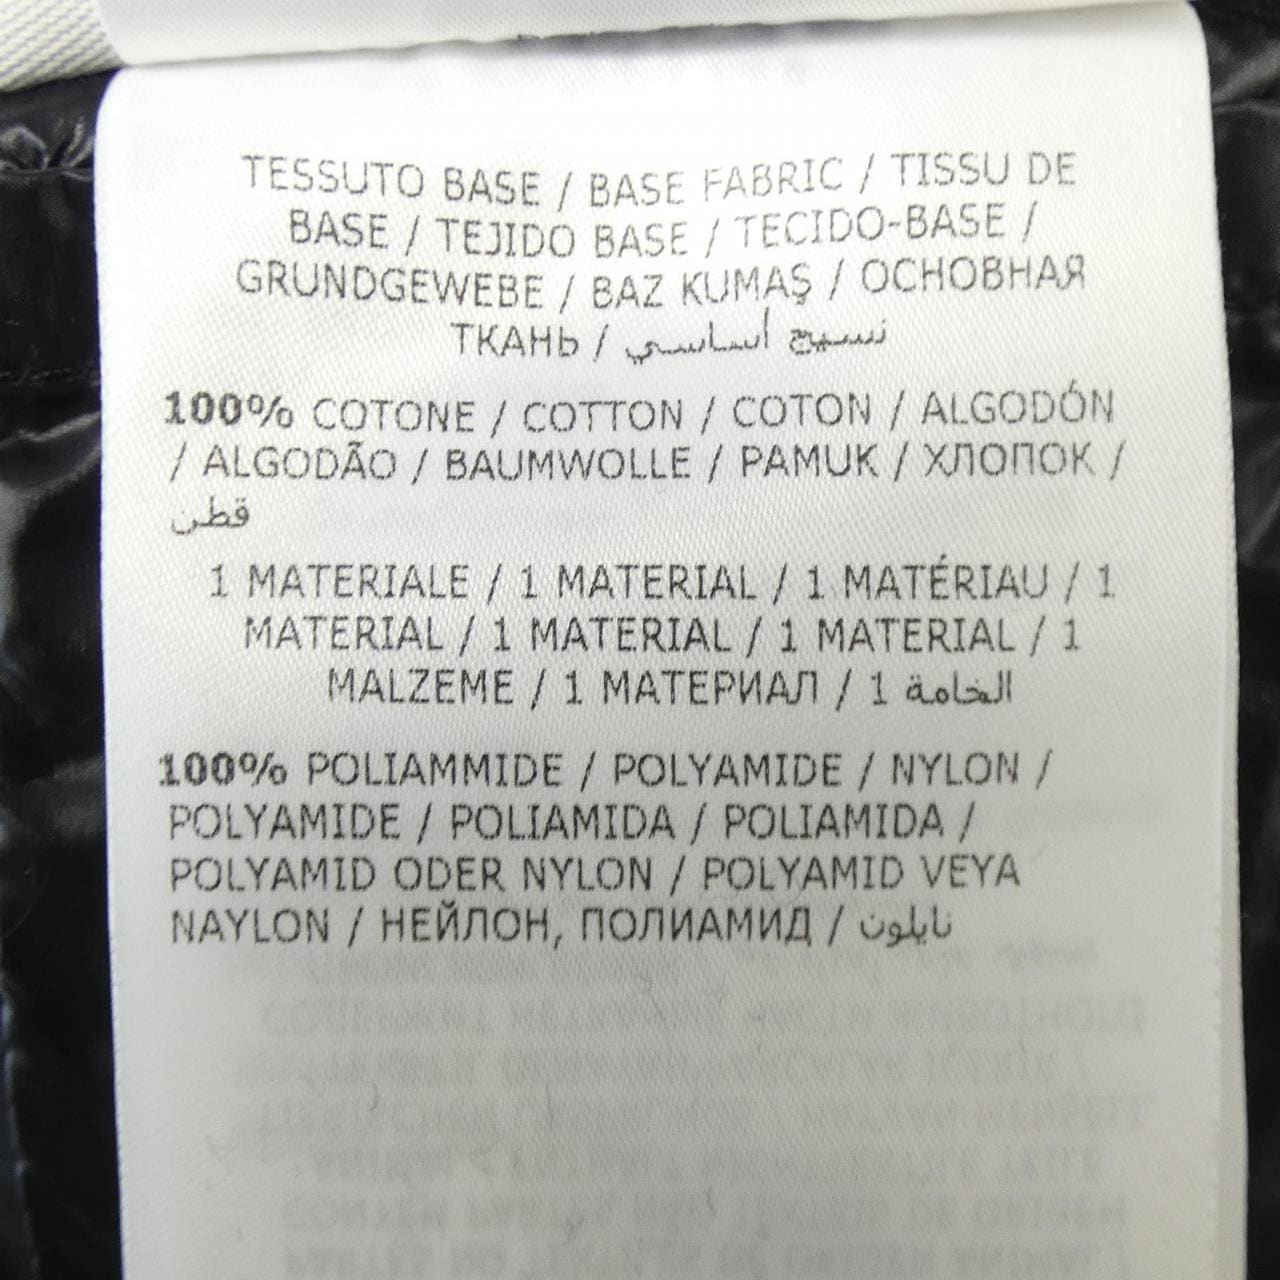 TESSUTO BASE / BASE FABRIC / TISSU DE
BASE / TEJIDO BASE / TECIDO-BASE /
GRUNDGEWEBE / BAZ KUMAŞ / ОСНОВНАЯ
ТКАНЬ / نسيج أساسي
100% COTONE / COTTON / COTON / ALGODÓN
/ ALGODÃO / BAUMWOLLE / PAMUK / ХЛОПОК /
قطن
1 MATERIALE / 1 MATERIAL / 1 MATÉRIAU / 1
MATERIAL / 1 MATERIAL / 1 MATERIAL / 1
MALZEME / 1 МАТЕРИАЛ / 1 الخامة
100% POLIAMMIDE / POLYAMIDE / NYLON /
POLYAMIDE / POLIAMIDA / POLIAMIDA /
POLYAMID ODER NYLON / POLYAMID VEYA
NAYLON / НЕЙЛОН, ПОЛИАМИД / نايلون